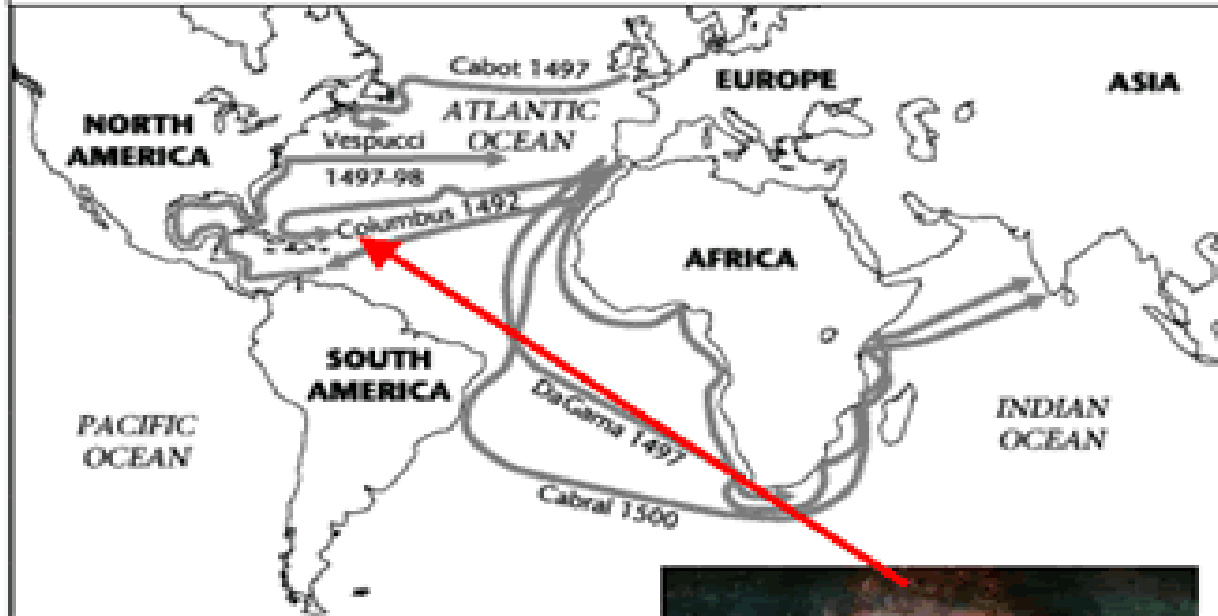 Cabot 1497
EUROPE
ASIA
NORTH
AMERICA
ATLANTIC
OCEAN
Vespucci
1497-98
Columbus 1492
AFRICA
SOUTH
AMERICA
DaGama 1497
INDIAN
OCEAN
PACIFIC
OCEAN
Cabral 1500